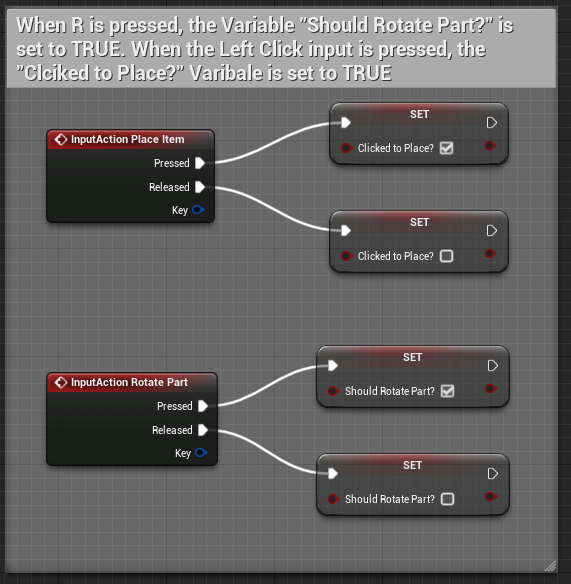 When R is pressed, the Variable "Should Rotate Part?" is
set to TRUE. When the Left Click input is pressed, the
"Clciked to Place?" Varibale is set to TRUE
InputAction Place Item
Pressed
Released
Key
SET
Clicked to Place?
SET
Clicked to Place?
InputAction Rotate Part
Pressed
Released
Key
SET
Should Rotate Part?
SET
Should Rotate Part?